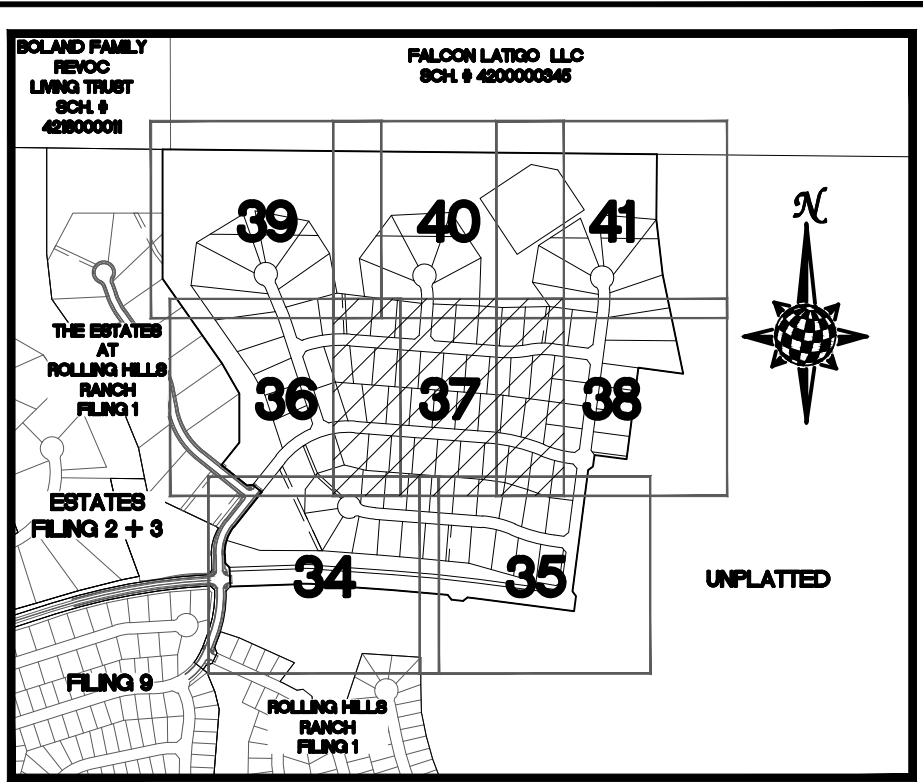 BOLAND FAMILY
REVOC
LIVING TRUST
SCH. #
4213000011
FALCON LATIGO LLC
SCH. # 4200000345
N
39
40
41
THE ESTATES
AT
ROLLING HILLS
RANCH
FILING 1
36
37
38
ESTATES
FILING 2 + 3
34
35
UNPLATTED
FILING 9
ROLLING HILLS
RANCH
FILING 1